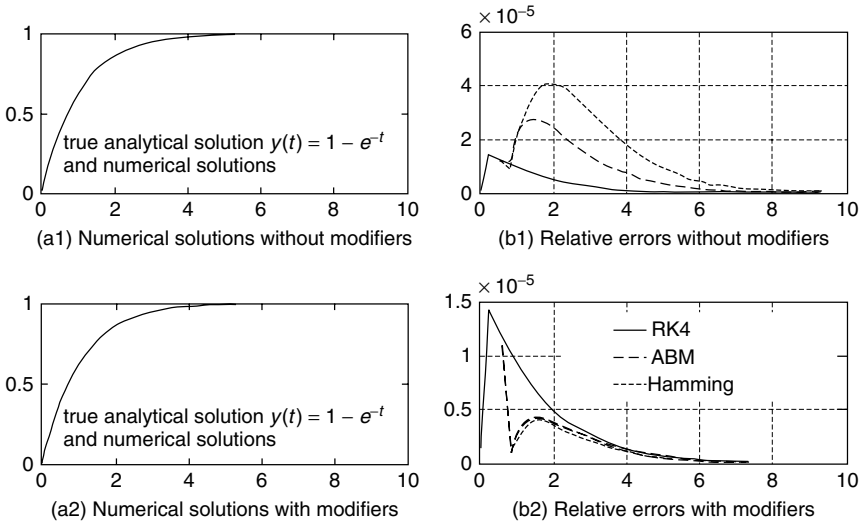 1
0.5
0
0 2 4 6 8 10
true analytical solution y(t) = 1 − e^−t
and numerical solutions
(a1) Numerical solutions without modifiers
× 10^−5
6
4
2
0
0 2 4 6 8 10
(b1) Relative errors without modifiers
1
0.5
0
0 2 4 6 8 10
true analytical solution y(t) = 1 − e^−t
and numerical solutions
(a2) Numerical solutions with modifiers
× 10^−5
1.5
1
0.5
0
0 2 4 6 8 10
RK4
ABM
Hamming
(b2) Relative errors with modifiers